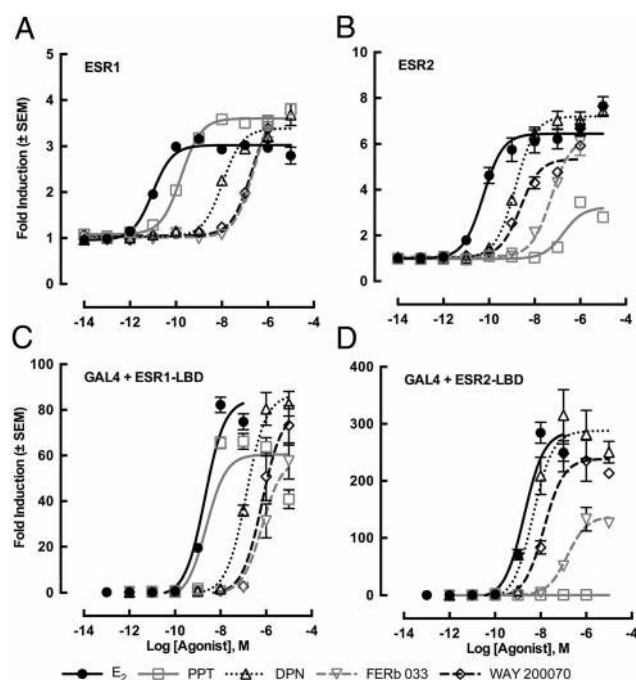 A
B
ESR1
ESR2
Fold Induction (± SEM)
5
4
3
2
1
0
-14 -12 -10 -8 -6 -4
10
8
6
4
2
0
-14 -12 -10 -8 -6 -4
C
D
GAL4 + ESR1-LBD
GAL4 + ESR2-LBD
Fold Induction (± SEM)
100
80
60
40
20
0
-14 -12 -10 -8 -6 -4
Log [Agonist], M
400
300
200
100
0
-14 -12 -10 -8 -6 -4
Log [Agonist], M
E₂ PPT DPN FERb 033 WAY 200070